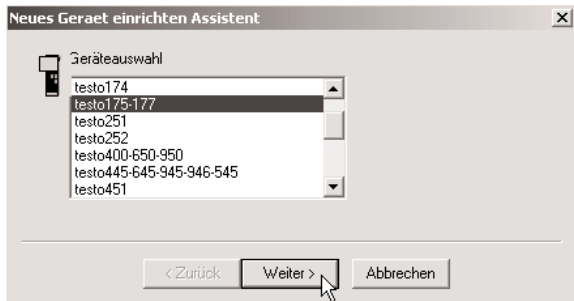 Neues Geraet einrichten Assistent
Geräteauswahl
testo174
testo175-177
testo251
testo252
testo400-650-950
testo445-645-945-946-545
testo451
< Zurück
Weiter >
Abbrechen